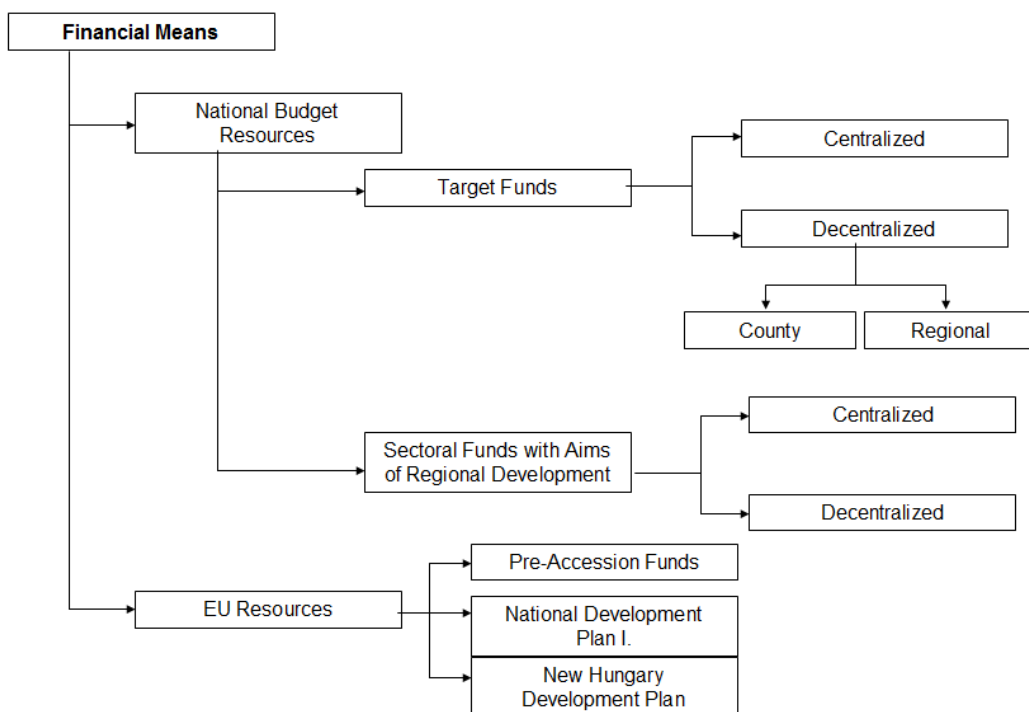 Financial Means
National Budget
Resources
Centralized
Target Funds
Decentralized
County
Regional
Centralized
Sectoral Funds with Aims
of Regional Development
Decentralized
Pre-Accession Funds
EU Resources
National Development
Plan I.
New Hungary
Development Plan